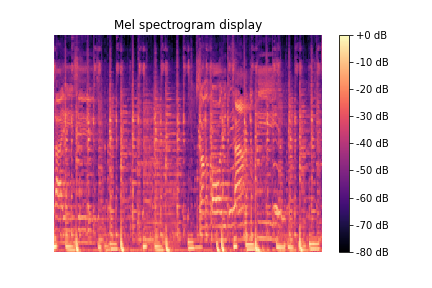 Mel spectrogram display
+0 dB
-10 dB
-20 dB
-30 dB
-40 dB
-50 dB
-60 dB
-70 dB
-80 dB